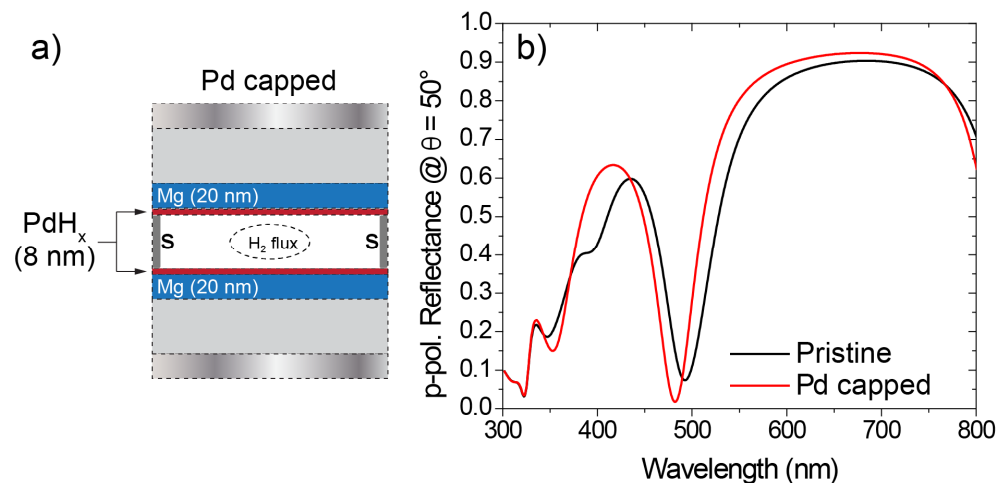 a)
Pd capped
Mg (20 nm)
PdHx
(8 nm)
S
H2 flux
S
Mg (20 nm)
b)
p-pol. Reflectance @ θ = 50°
1.0
0.9
0.8
0.7
0.6
0.5
0.4
0.3
0.2
0.1
0.0
Pristine
Pd capped
300 400 500 600 700 800
Wavelength (nm)